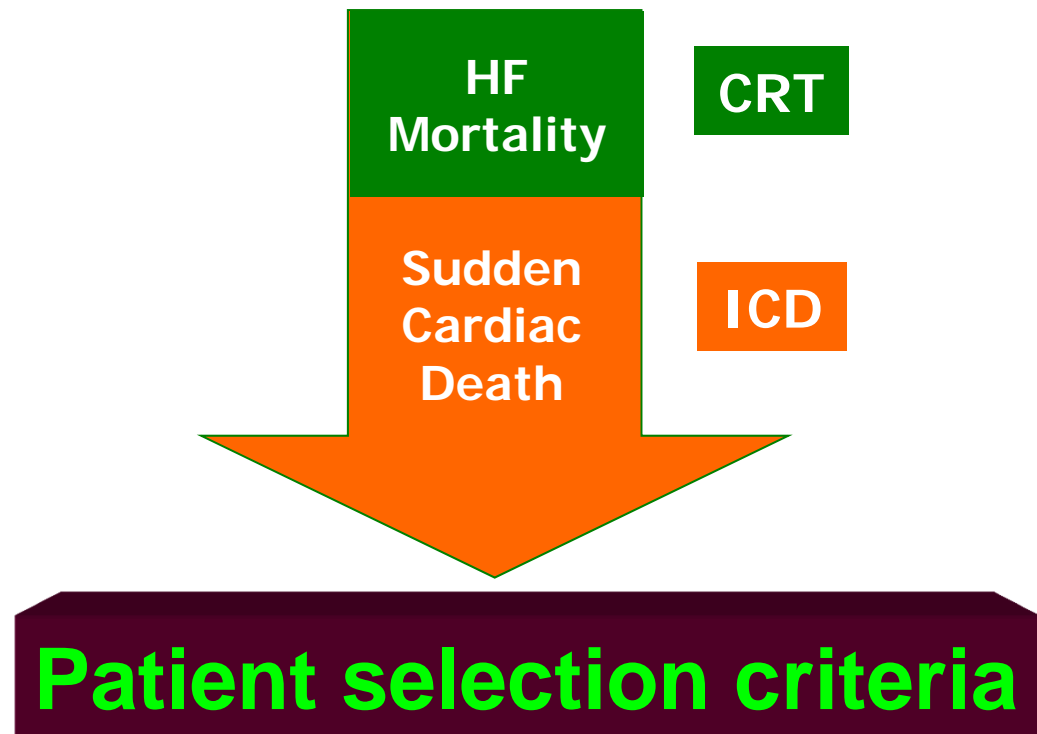 HF
Mortality
CRT
Sudden
Cardiac
Death
ICD
Patient selection criteria